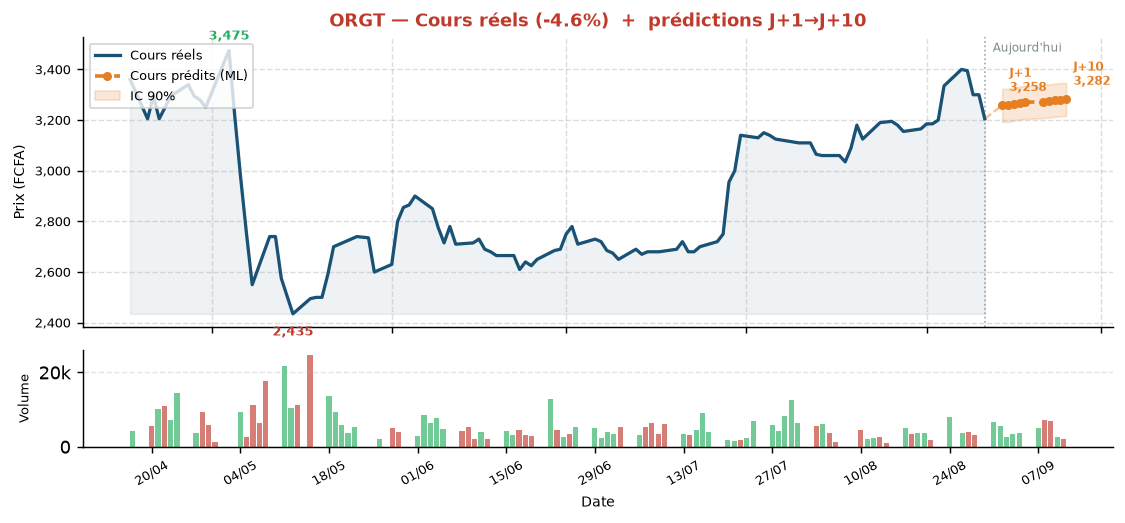 ORGT — Cours réels (-4.6%) + prédictions J+1→J+10
3,475
Aujourd'hui
Cours réels
Cours prédits (ML)
IC 90%
J+1
3,258
J+10
3,282
Prix (FCFA)
3,400
3,200
3,000
2,800
2,600
2,400
2,435
Volume
20k
0
20/04
04/05
18/05
01/06
15/06
29/06
13/07
27/07
10/08
24/08
07/09
Date